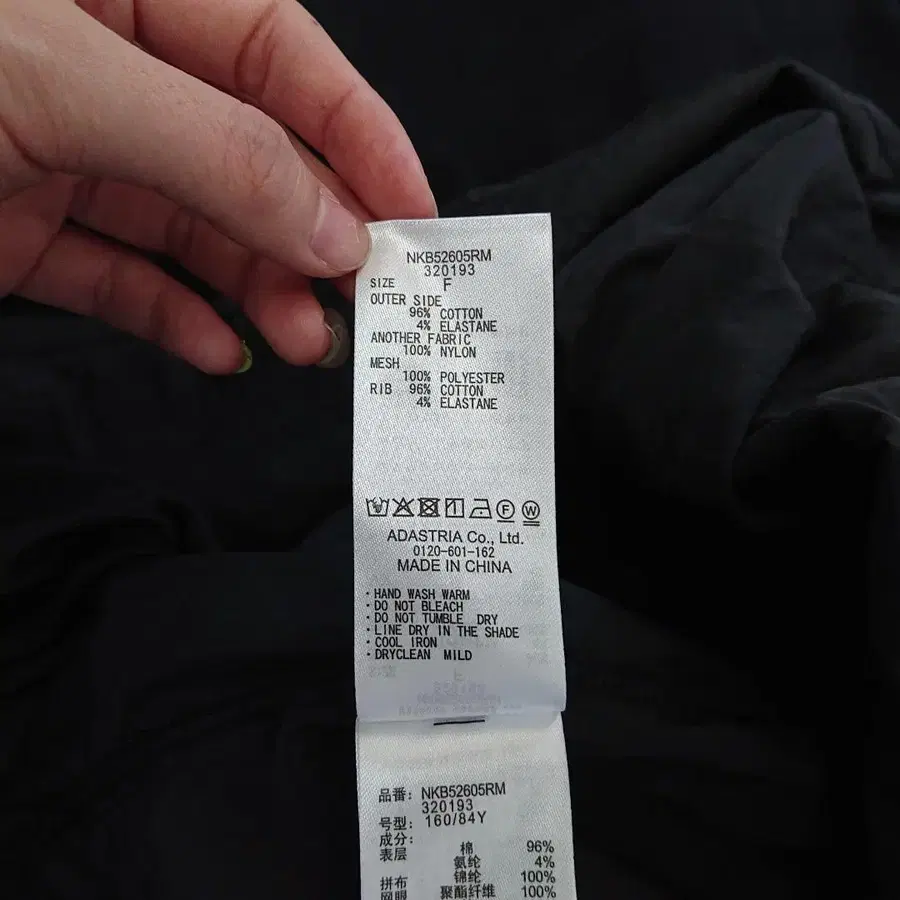 NKB52605RM
320193
SIZE F
OUTER SIDE
96% COTTON
4% ELASTANE
ANOTHER FABRIC
100% NYLON
MESH
100% POLYESTER
RIB 96% COTTON
4% ELASTANE
F W
ADASTRIA Co., Ltd.
0120-601-162
MADE IN CHINA
・HAND WASH WARM
・DO NOT BLEACH
・DO NOT TUMBLE DRY
・LINE DRY IN THE SHADE
・COOL IRON
・DRYCLEAN MILD
品番: NKB52605RM
320193
号型: 160/84Y
成分:
表层 棉 96%
氨纶 4%
拼布 锦纶 100%
网眼 聚酯纤维 100%